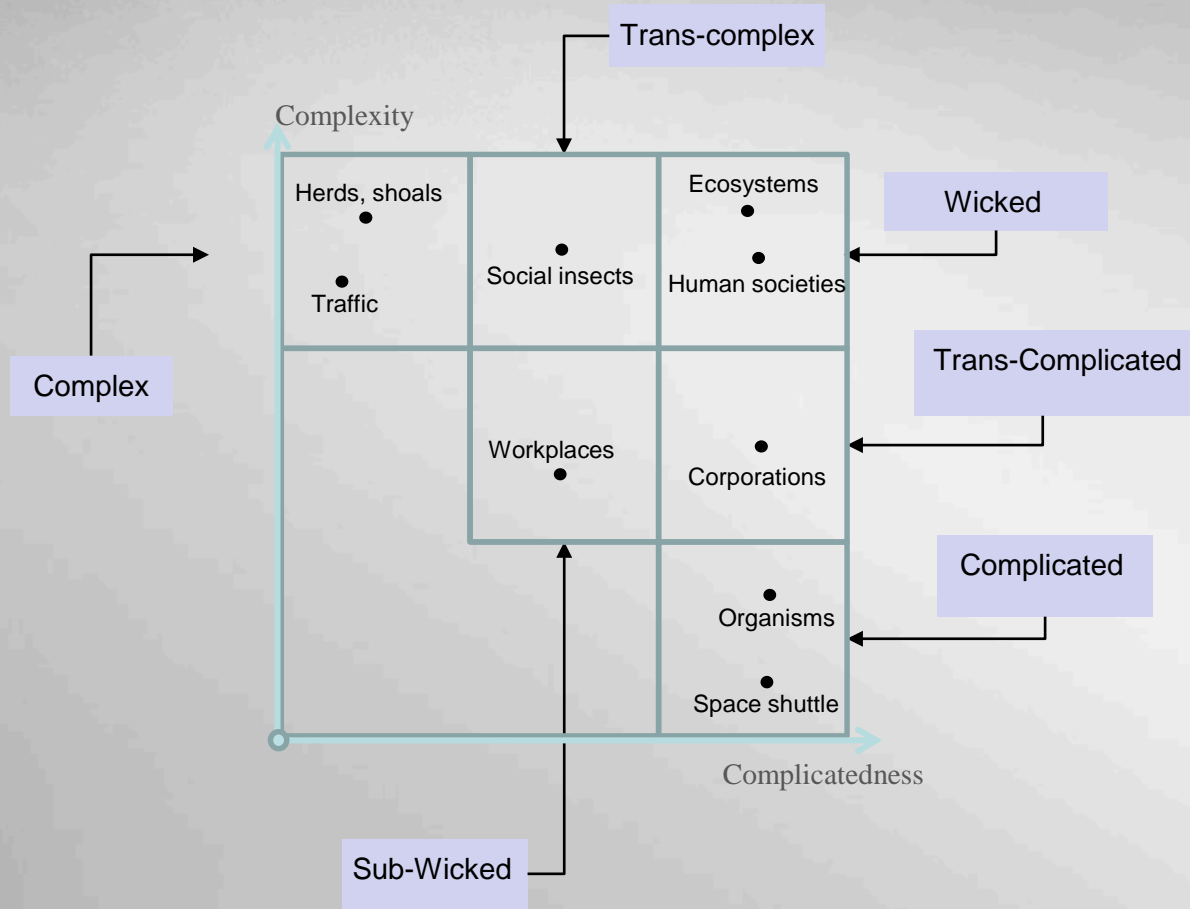 Trans-complex
Complexity
Herds, shoals
Ecosystems
Wicked
Social insects
Human societies
Traffic
Trans-Complicated
Complex
Workplaces
Corporations
Complicated
Organisms
Space shuttle
Complicatedness
Sub-Wicked